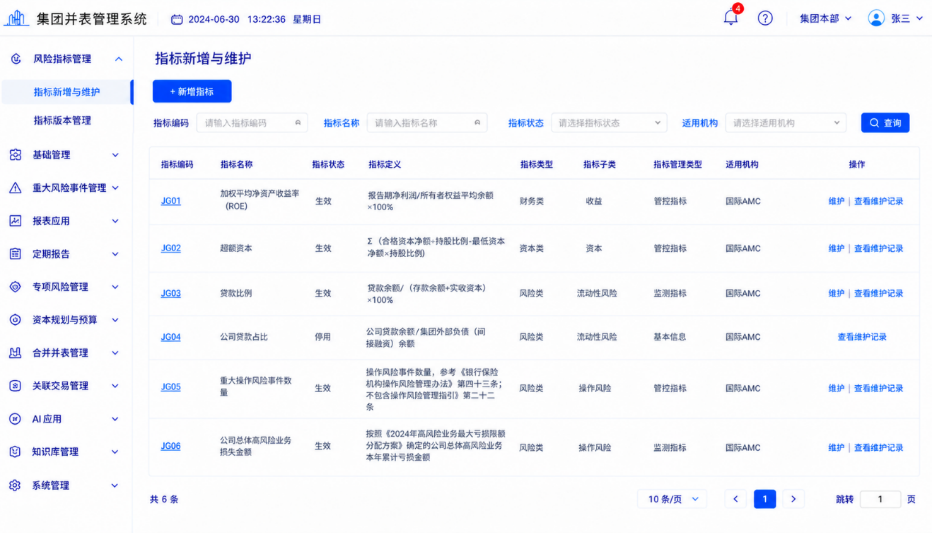 集团并表管理系统 2024-06-30 13:22:36 星期日 4 集团本部 张三
风险指标管理
指标新增与维护
指标版本管理
基础管理
重大风险事件管理
报表应用
定期报告
专项风险管理
资本规划与预算
合并并表管理
关联交易管理
AI应用
知识库管理
系统管理
指标新增与维护
+ 新增指标
指标编码 请输入指标编码 指标名称 请输入指标名称 指标状态 请选择指标状态 适用机构 请选择适用机构 查询
指标编码 指标名称 指标状态 指标定义 指标类型 指标子类 指标管理类型 适用机构 操作
JG01 加权平均净资产收益率 生效 报告期净利润/所有者权益平均余额 财务类 收益 管控指标 国际AMC 维护 | 查看维护记录
（ROE） ×100%
JG02 超额资本 生效 Σ（合格资本净额÷持股比例-最低资本 资本类 资本 管控指标 国际AMC 维护 | 查看维护记录
净额×持股比例)
JG03 贷款比例 生效 贷款余额/（存款余额+实收资本） 风险类 流动性风险 监测指标 国际AMC 维护 | 查看维护记录
×100%
JG04 公司贷款占比 停用 公司贷款余额/集团外部负债（间 风险类 流动性风险 基本信息 国际AMC 查看维护记录
接融资）余额
JG05 重大操作风险事件数 生效 操作风险事件数量，参考《银行保险 风险类 操作风险 管控指标 国际AMC 维护 | 查看维护记录
量 机构操作风险管理办法》第四十三条；
不包含操作风险管理指引》第二十二
条
JG06 公司总体高风险业务 生效 按照《2024年高风险业务最大亏损限额 风险类 操作风险 监测指标 国际AMC 维护 | 查看维护记录
损失金额 分配方案》确定的公司总体高风险业务
本年累计亏损金额
共 6 条 10 条/页 1 跳转 1 页